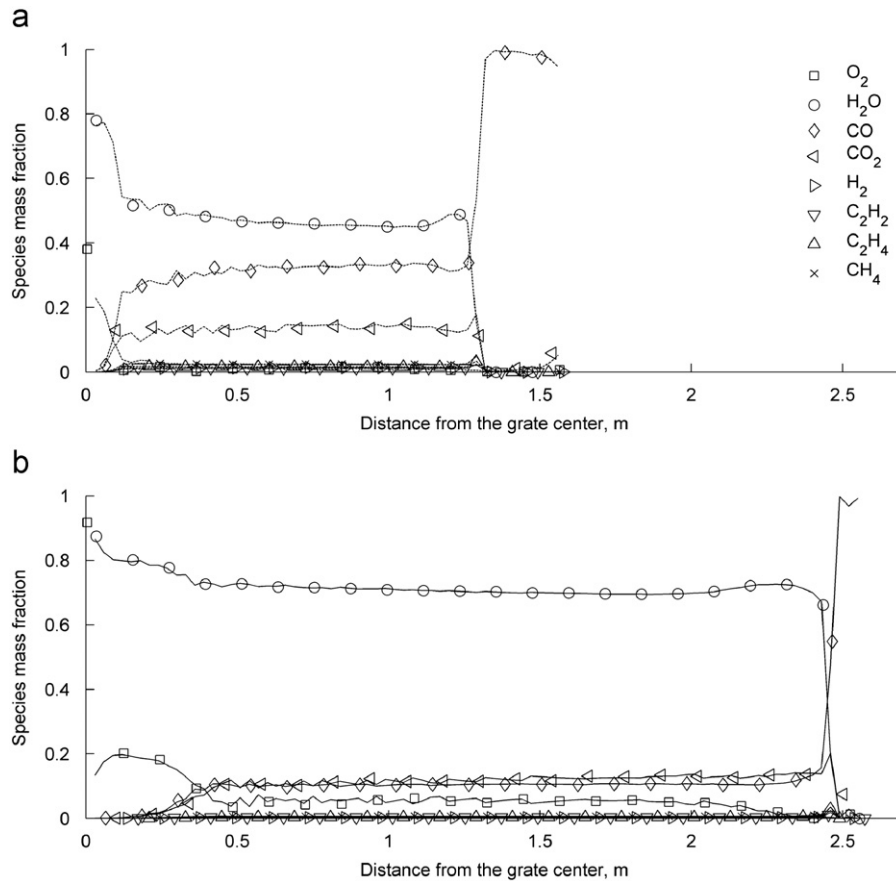 a
1
0.8
0.6
0.4
0.2
0
Species mass fraction
0 0.5 1 1.5 2 2.5
Distance from the grate center, m
O₂
H₂O
CO
CO₂
H₂
C₂H₂
C₂H₄
CH₄
b
1
0.8
0.6
0.4
0.2
0
Species mass fraction
0 0.5 1 1.5 2 2.5
Distance from the grate center, m